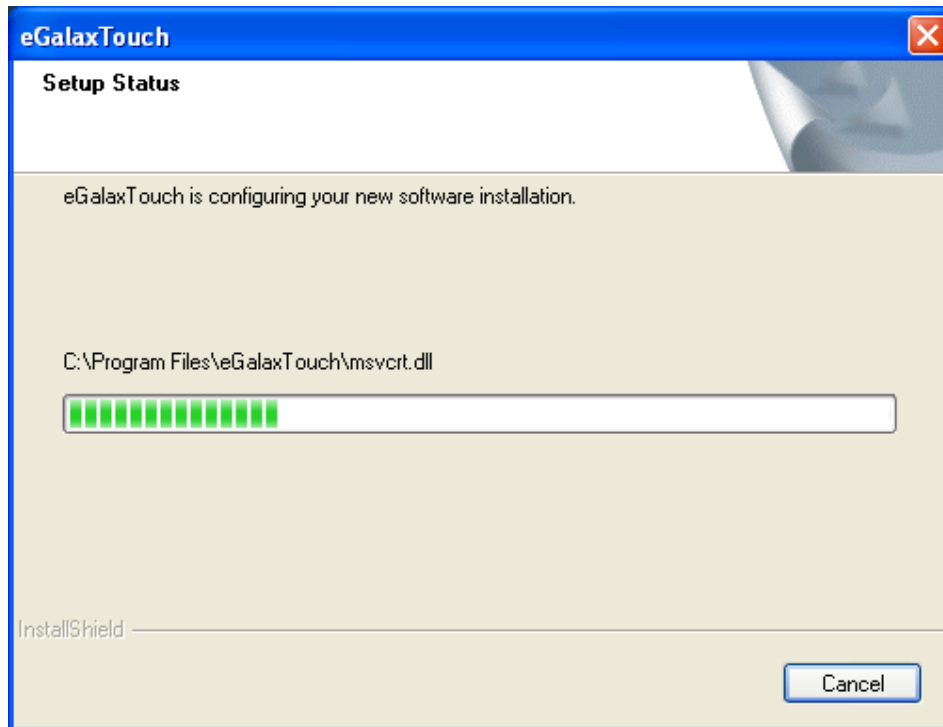 eGalaxTouch
Setup Status
eGalaxTouch is configuring your new software installation.
C:\Program Files\eGalaxTouch\msvcrt.dll
InstallShield
Cancel